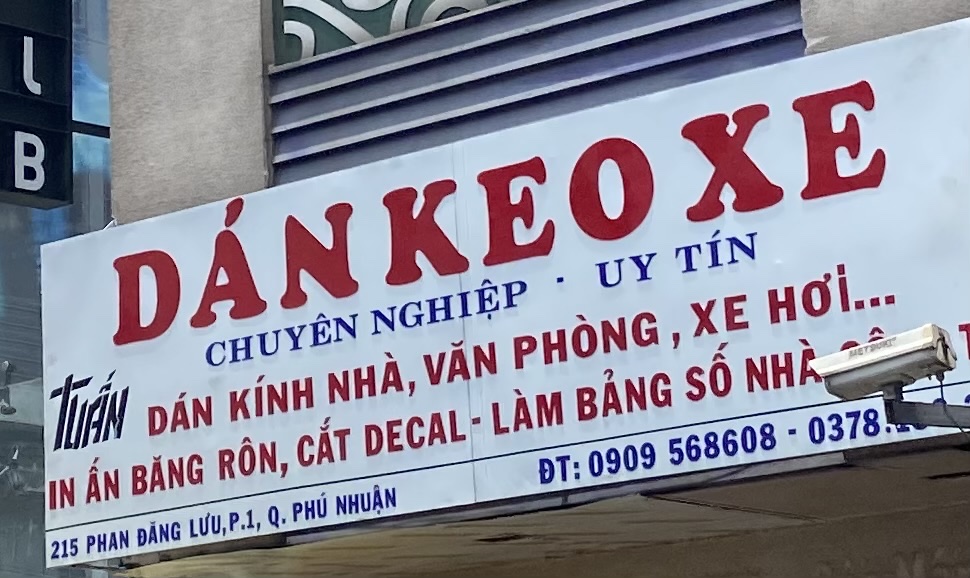 l
B
DÁN KEO XE
CHUYÊN NGHIỆP · UY TÍN
TUẤN
DÁN KÍNH NHÀ, VĂN PHÒNG, XE HƠI...
IN ẤN BĂNG RÔN, CẮT DECAL - LÀM BẢNG SỐ NHÀ
ĐT: 0909 568608 - 0378.
215 PHAN ĐĂNG LƯU, P.1, Q. PHÚ NHUẬN